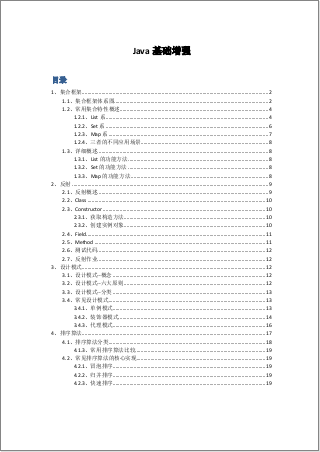 Java 基础增强
目录
1、集合框架......2
1.1、集合框架体系图......2
1.2、常用集合特性概述......4
1.2.1、List 系......4
1.2.2、Set 系......6
1.2.3、Map 系......7
1.2.4、三者的不同应用场景......8
1.3、详细概述......8
1.3.1、List 的功能方法......8
1.3.2、Set 的功能方法......8
1.3.3、Map 的功能方法......8
2、反射......9
2.1、反射概述......9
2.2、Class......10
2.3、Constructor......10
2.3.1、获取构造方法......10
2.3.2、创建实例对象......10
2.4、Field......11
2.5、Method......11
2.6、测试代码......12
2.7、反射作业......12
3、设计模式......12
3.1、设计模式--概念......12
3.2、设计模式--六大原则......12
3.3、设计模式--分类......13
3.4、常见设计模式......13
3.4.1、单例模式......13
3.4.2、装饰器模式......14
3.4.3、代理模式......16
4、排序算法......17
4.1、排序算法分类......18
4.1.3、常用排序算法比较......19
4.2、常见排序算法的核心实现......19
4.2.1、冒泡排序......19
4.2.2、归并排序......19
4.2.3、快速排序......19